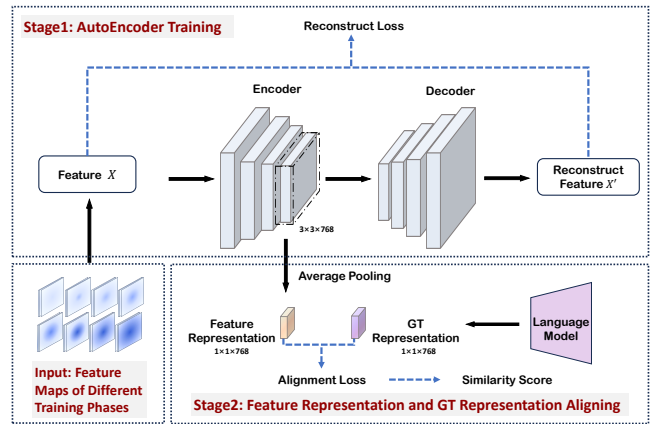 Stage1: AutoEncoder Training
Reconstruct Loss
Encoder
Decoder
Feature X
Reconstruct
Feature X'
3×3×768
Average Pooling
Feature
Representation
1×1×768
GT
Representation
1×1×768
Language
Model
Input: Feature
Maps of Different
Training Phases
Alignment Loss
Similarity Score
Stage2: Feature Representation and GT Representation Aligning